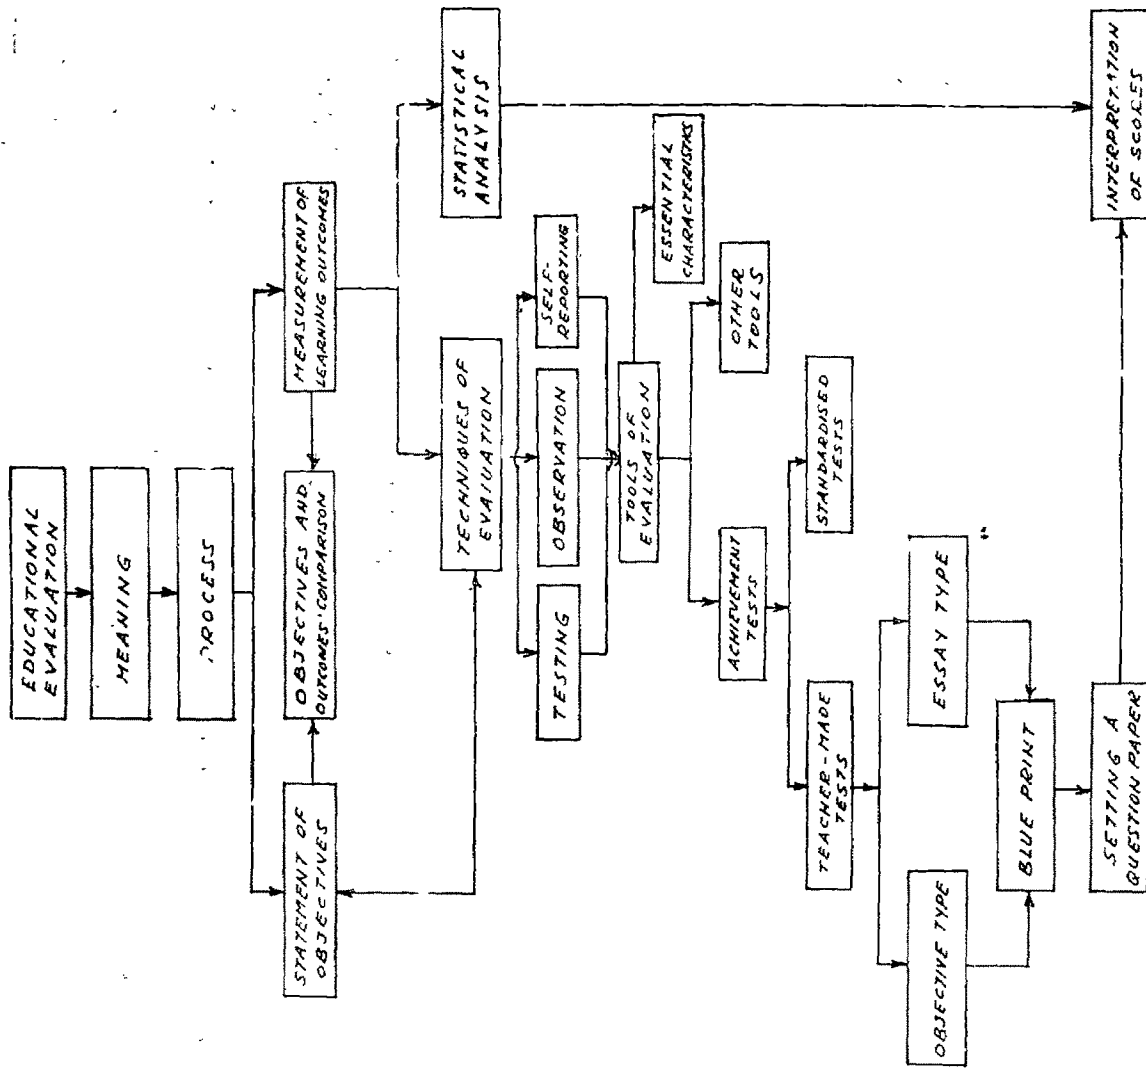 EDUCATIONAL
EVALUATION
MEANING
PROCESS
STATEMENT OF
OBJECTIVES
OBJECTIVES AND
OUTCOMES' COMPARISON
MEASUREMENT OF
LEARNING OUTCOMES
TECHNIQUES OF
EVALUATION
STATISTICAL
ANALYSIS
TESTING
OBSERVATION
SELF-
REPORTING
TOOLS OF
EVALUATION
ESSENTIAL
CHARACTERISTIKS
ACHIEVEMENT
TESTS
OTHER
TOOLS
TEACHER-MADE
TESTS
STANDARDISED
TESTS
OBJECTIVE TYPE
ESSAY TYPE
BLUE PRINT
SETTING A
QUESTION PAPER
INTERPRETATION
OF SCORES